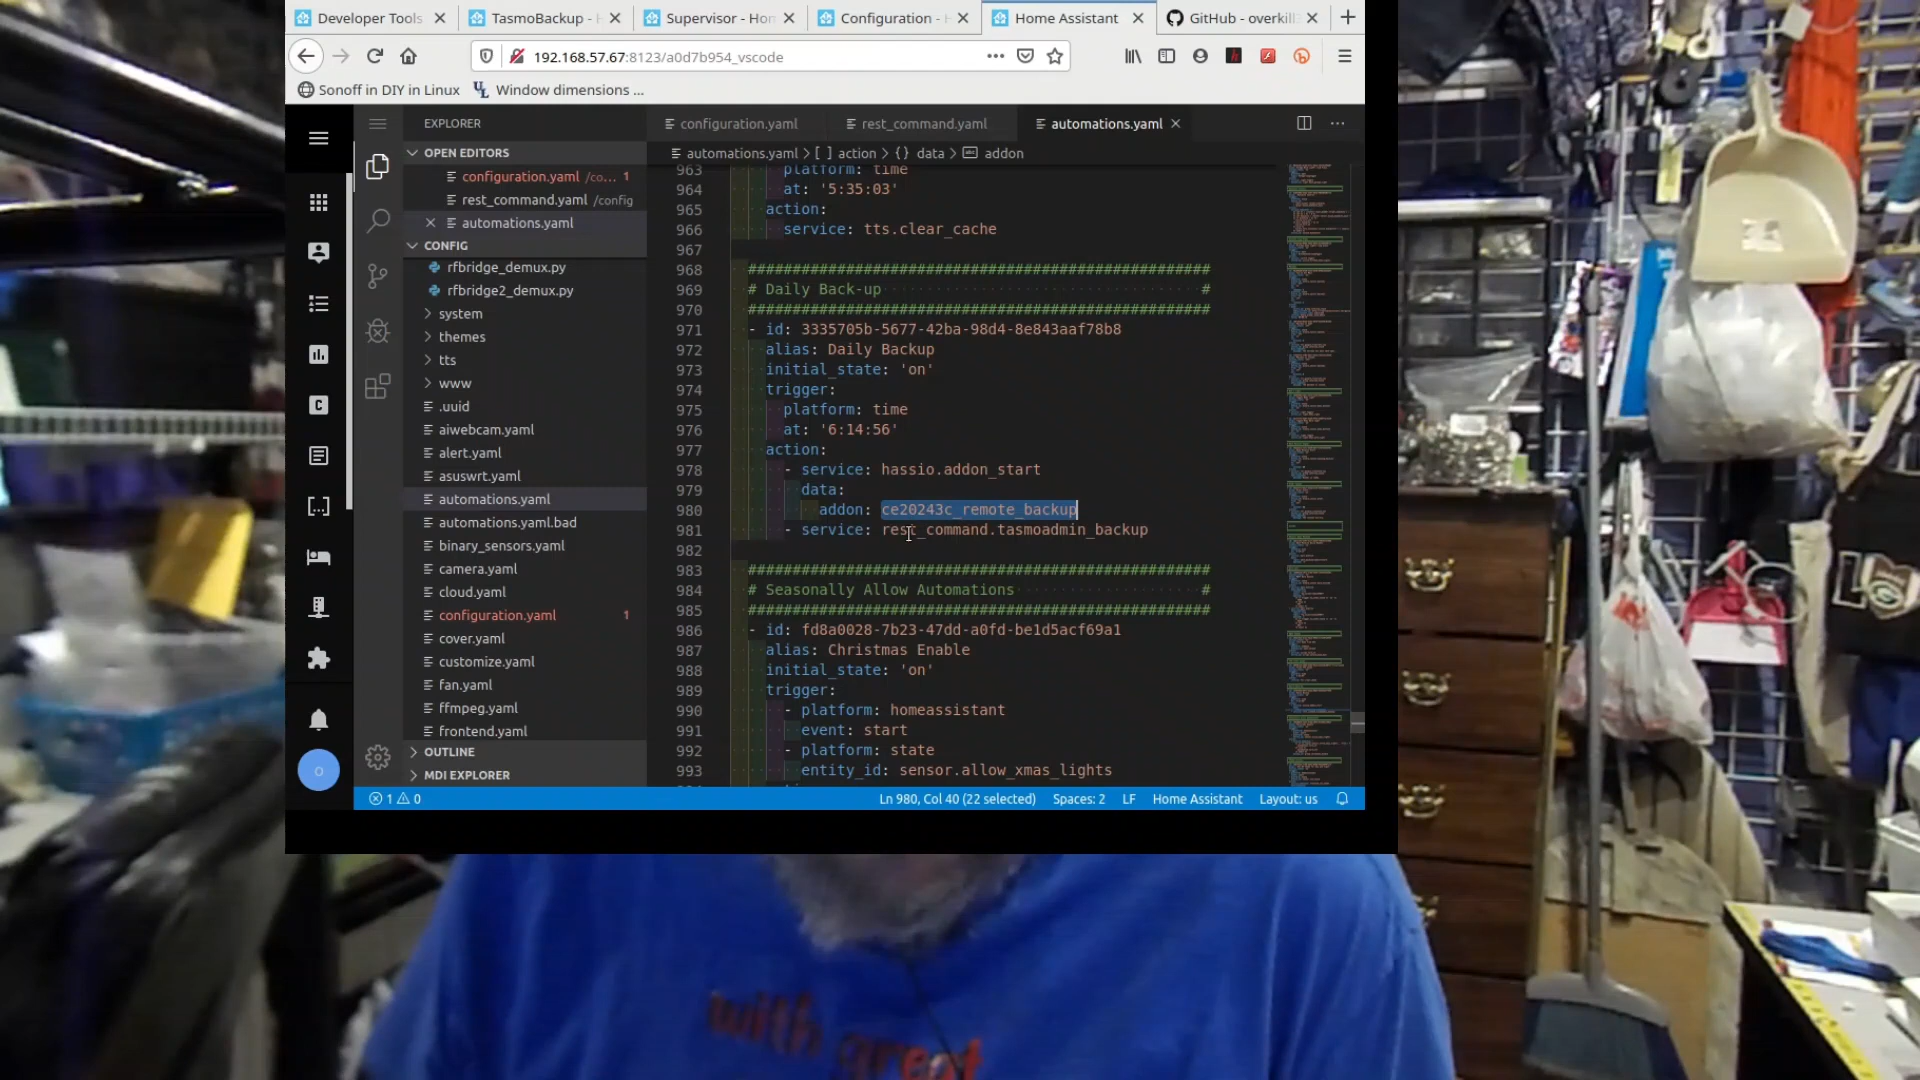 Developer Tools
TasmoBackup - H
Supervisor - Hom
Configuration - H
Home Assistant
GitHub - overkill
192.168.57.67:8123/a0d7b954_vscode
Sonoff in DIY in Linux
Window dimensions ...
EXPLORER
OPEN EDITORS
configuration.yaml /co... 1
rest_command.yaml /config
automations.yaml
CONFIG
rfbridge_demux.py
rfbridge2_demux.py
system
themes
tts
www
.uuid
aiwebcam.yaml
alert.yaml
asuswrt.yaml
automations.yaml
automations.yaml.bad
binary_sensors.yaml
camera.yaml
cloud.yaml
configuration.yaml 1
cover.yaml
customize.yaml
fan.yaml
ffmpeg.yaml
frontend.yaml
OUTLINE
MDI EXPLORER
configuration.yaml
rest_command.yaml
automations.yaml
automations.yaml > [ ] action > {} data > abc addon
963 platform: time
964 at: '5:35:03'
965 action:
966 service: tts.clear_cache
967
968 ####################################################
969 # Daily Back-up #
970 ####################################################
971 - id: 3335705b-5677-42ba-98d4-8e843aaf78b8
972 alias: Daily Backup
973 initial_state: 'on'
974 trigger:
975 platform: time
976 at: '6:14:56'
977 action:
978 - service: hassio.addon_start
979 data:
980 addon: ce20243c_remote_backup
981 - service: rest_command.tasmoadmin_backup
982
983 ####################################################
984 # Seasonally Allow Automations #
985 ####################################################
986 - id: fd8a0028-7b23-47dd-a0fd-be1d5acf69a1
987 alias: Christmas Enable
988 initial_state: 'on'
989 trigger:
990 - platform: homeassistant
991 event: start
992 - platform: state
993 entity_id: sensor.allow_xmas_lights
1 0
Ln 980, Col 40 (22 selected)
Spaces: 2
LF
Home Assistant
Layout: us
with great